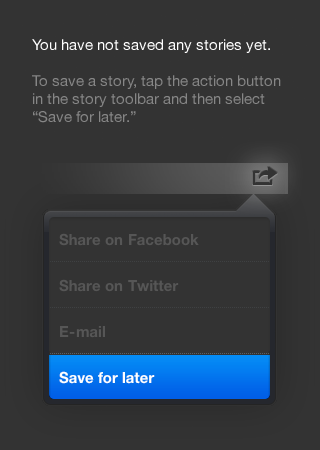 You have not saved any stories yet.
To save a story, tap the action button
in the story toolbar and then select
“Save for later.”
Share on Facebook
Share on Twitter
E-mail
Save for later